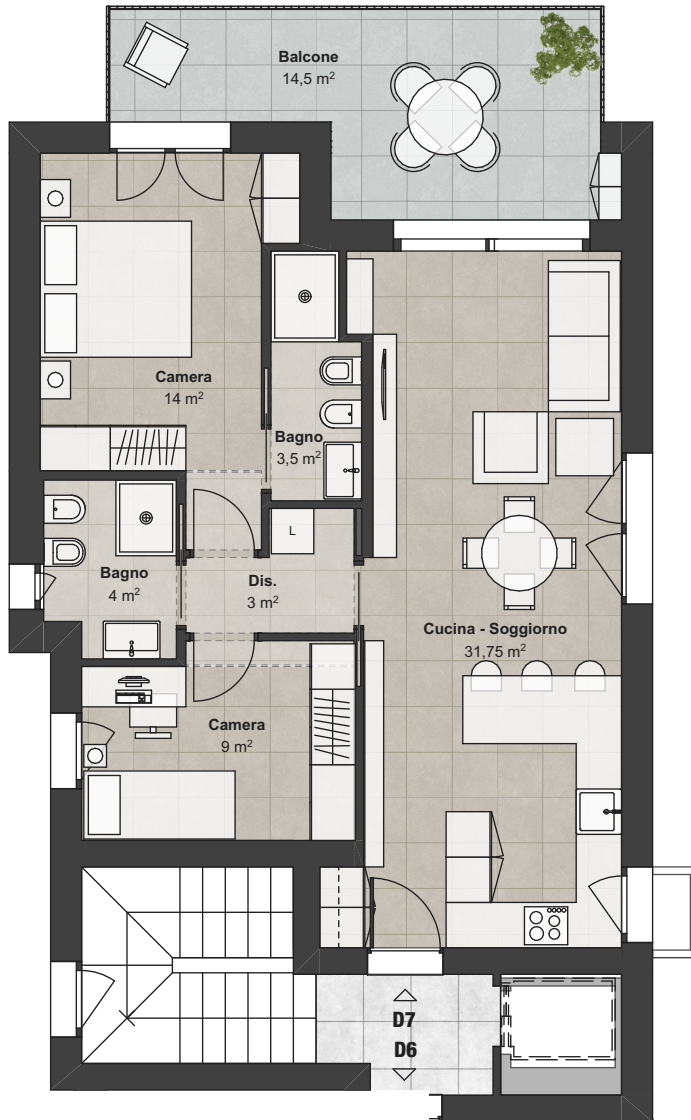 Balcone
14,5 m²
Camera
14 m²
Bagno
3,5 m²
L
Bagno
4 m²
Dis.
3 m²
Cucina - Soggiorno
31,75 m²
Camera
9 m²
D7
D6